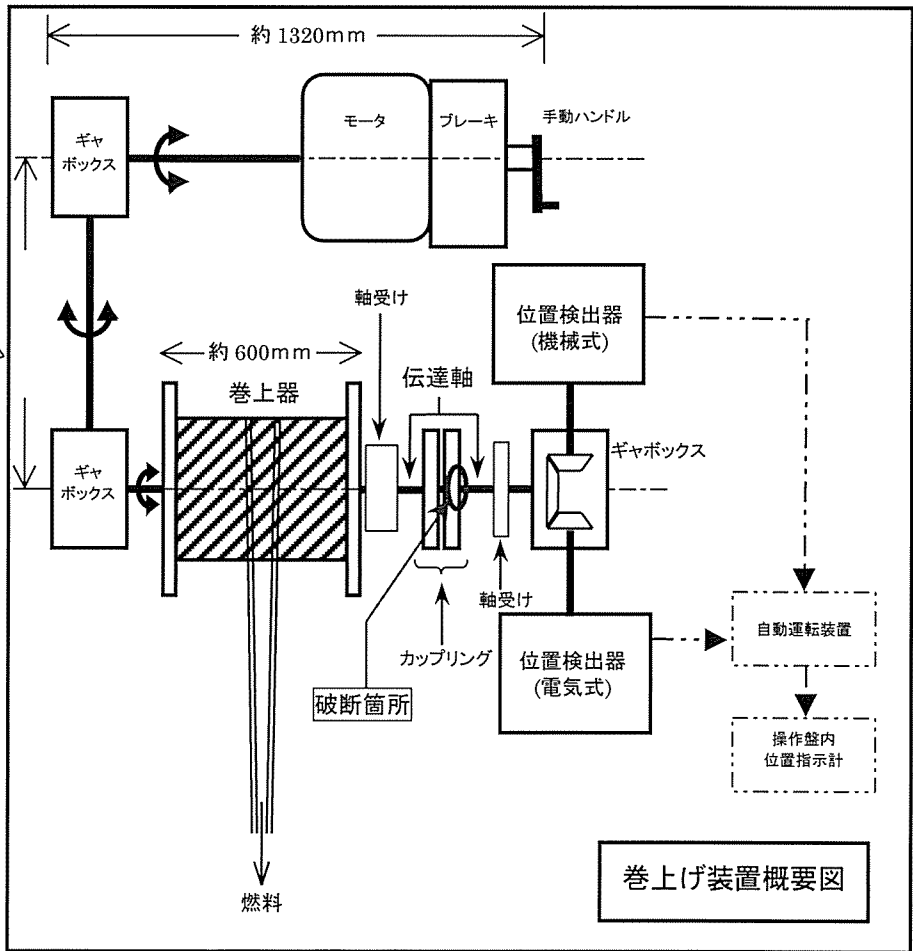 約 1320mm
ギャ
ボックス
モータ
ブレーキ
手動ハンドル
軸受け
位置検出器
(機械式)
約 600mm
伝達軸
巻上器
ギャボックス
ギャ
ボックス
軸受け
自動運転装置
カップリング
位置検出器
(電気式)
破断箇所
操作盤内
位置指示計
巻上げ装置概要図
燃料